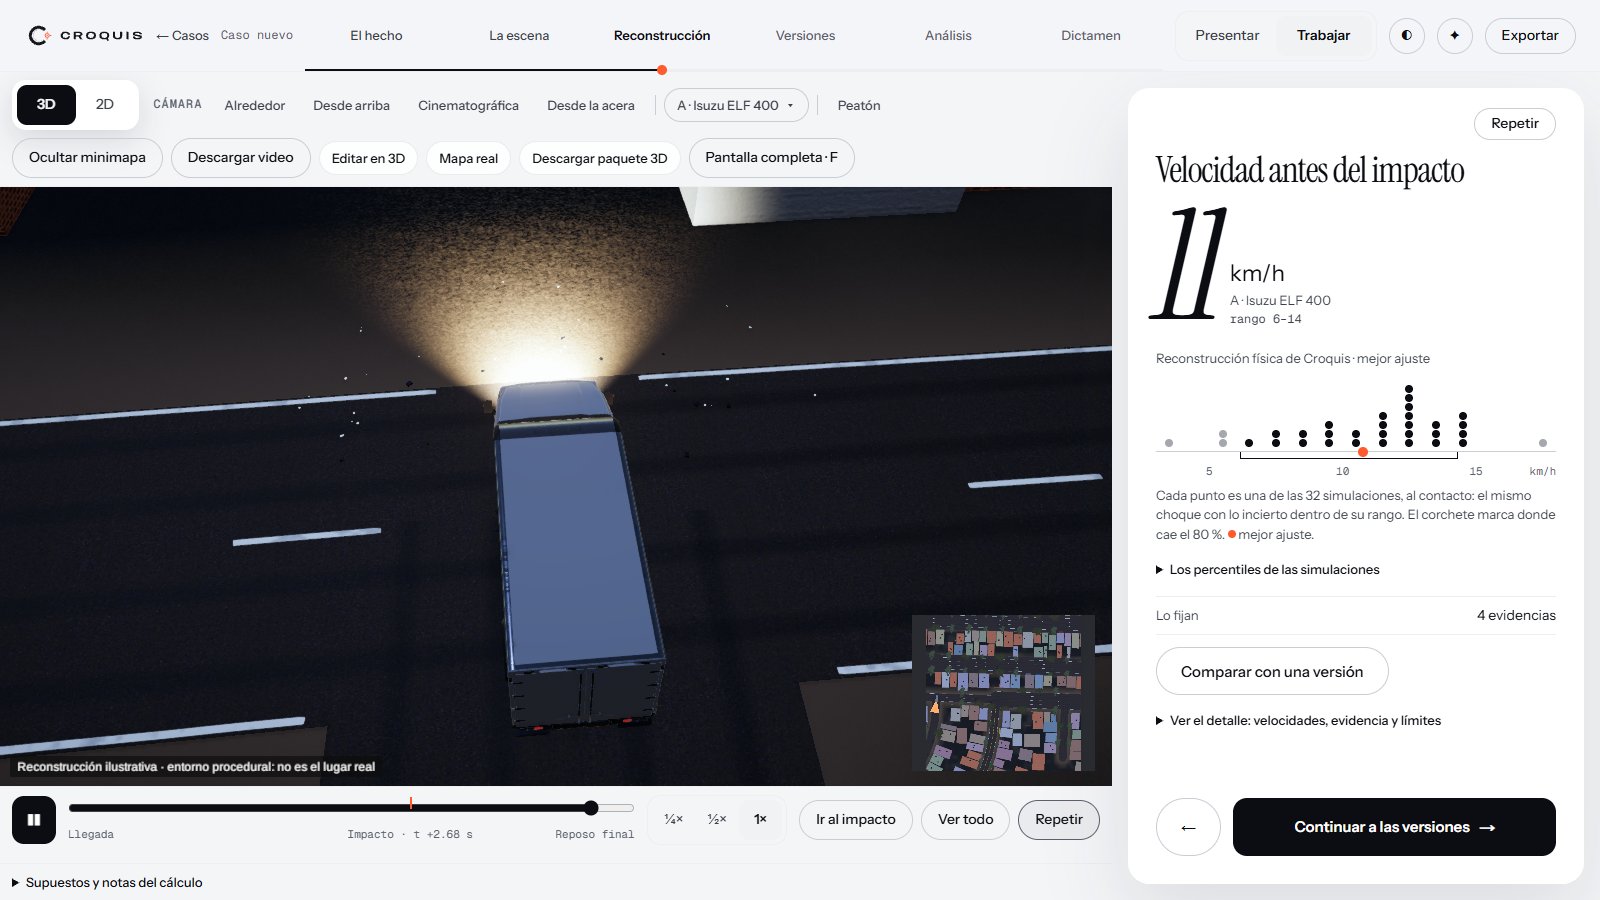 CROQUIS
← Casos
Caso nuevo
El hecho
La escena
Reconstrucción
Versiones
Análisis
Dictamen
Presentar
Trabajar
Exportar
3D
2D
CÁMARA
Alrededor
Desde arriba
Cinematográfica
Desde la acera
A · Isuzu ELF 400
Peatón
Ocultar minimapa
Descargar video
Editar en 3D
Mapa real
Descargar paquete 3D
Pantalla completa · F
Reconstrucción ilustrativa · entorno procedural: no es el lugar real
Llegada
Impacto · t +2.68 s
Reposo final
¼×
½×
1×
Ir al impacto
Ver todo
Repetir
Supuestos y notas del cálculo
Repetir
Velocidad antes del impacto
11
km/h
A · Isuzu ELF 400
rango 6–14
Reconstrucción física de Croquis · mejor ajuste
5
10
15
km/h
Cada punto es una de las 32 simulaciones, al contacto: el mismo
choque con lo incierto dentro de su rango. El corchete marca donde
cae el 80 %. mejor ajuste.
Los percentiles de las simulaciones
Lo fijan
4 evidencias
Comparar con una versión
Ver el detalle: velocidades, evidencia y límites
←
Continuar a las versiones →